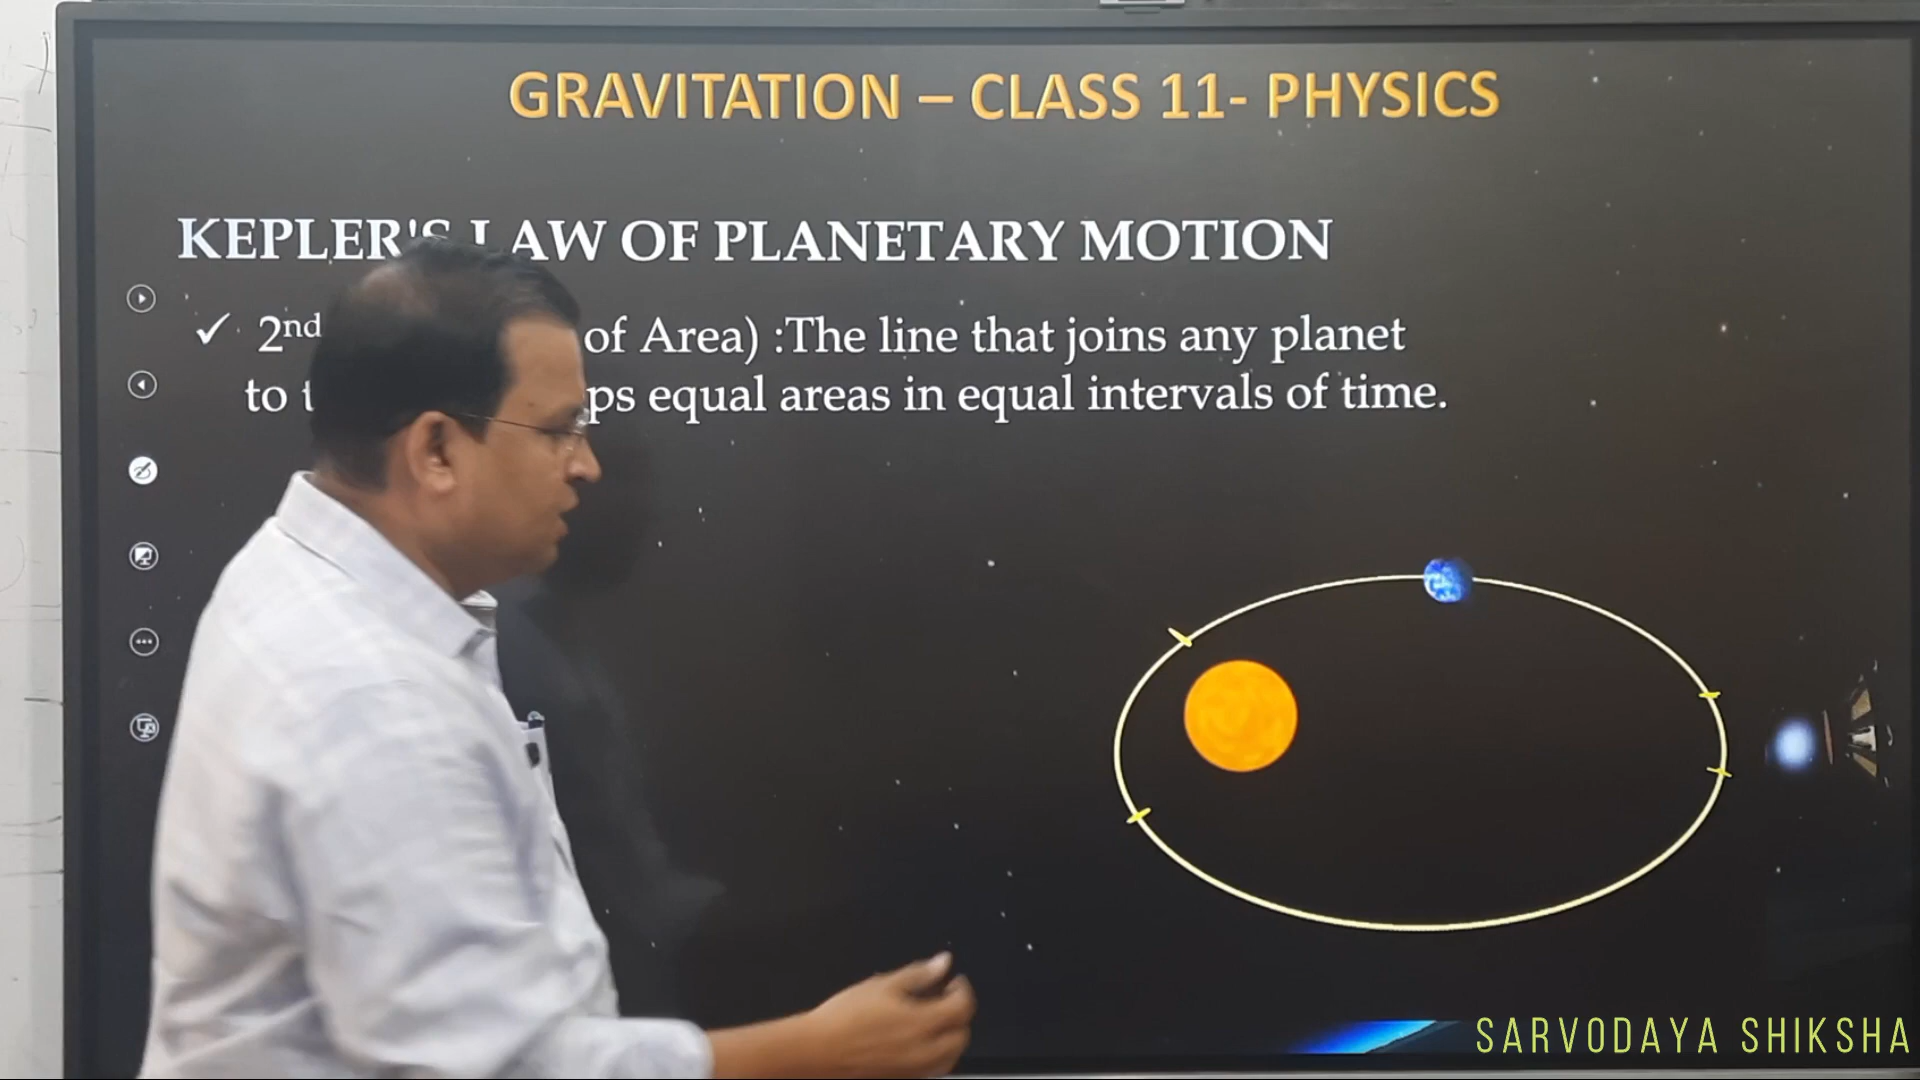 GRAVITATION – CLASS 11- PHYSICS
KEPLER'S LAW OF PLANETARY MOTION
✓ 2nd of Area) :The line that joins any planet
to equal areas in equal intervals of time.
SARVODAYA SHIKSHA